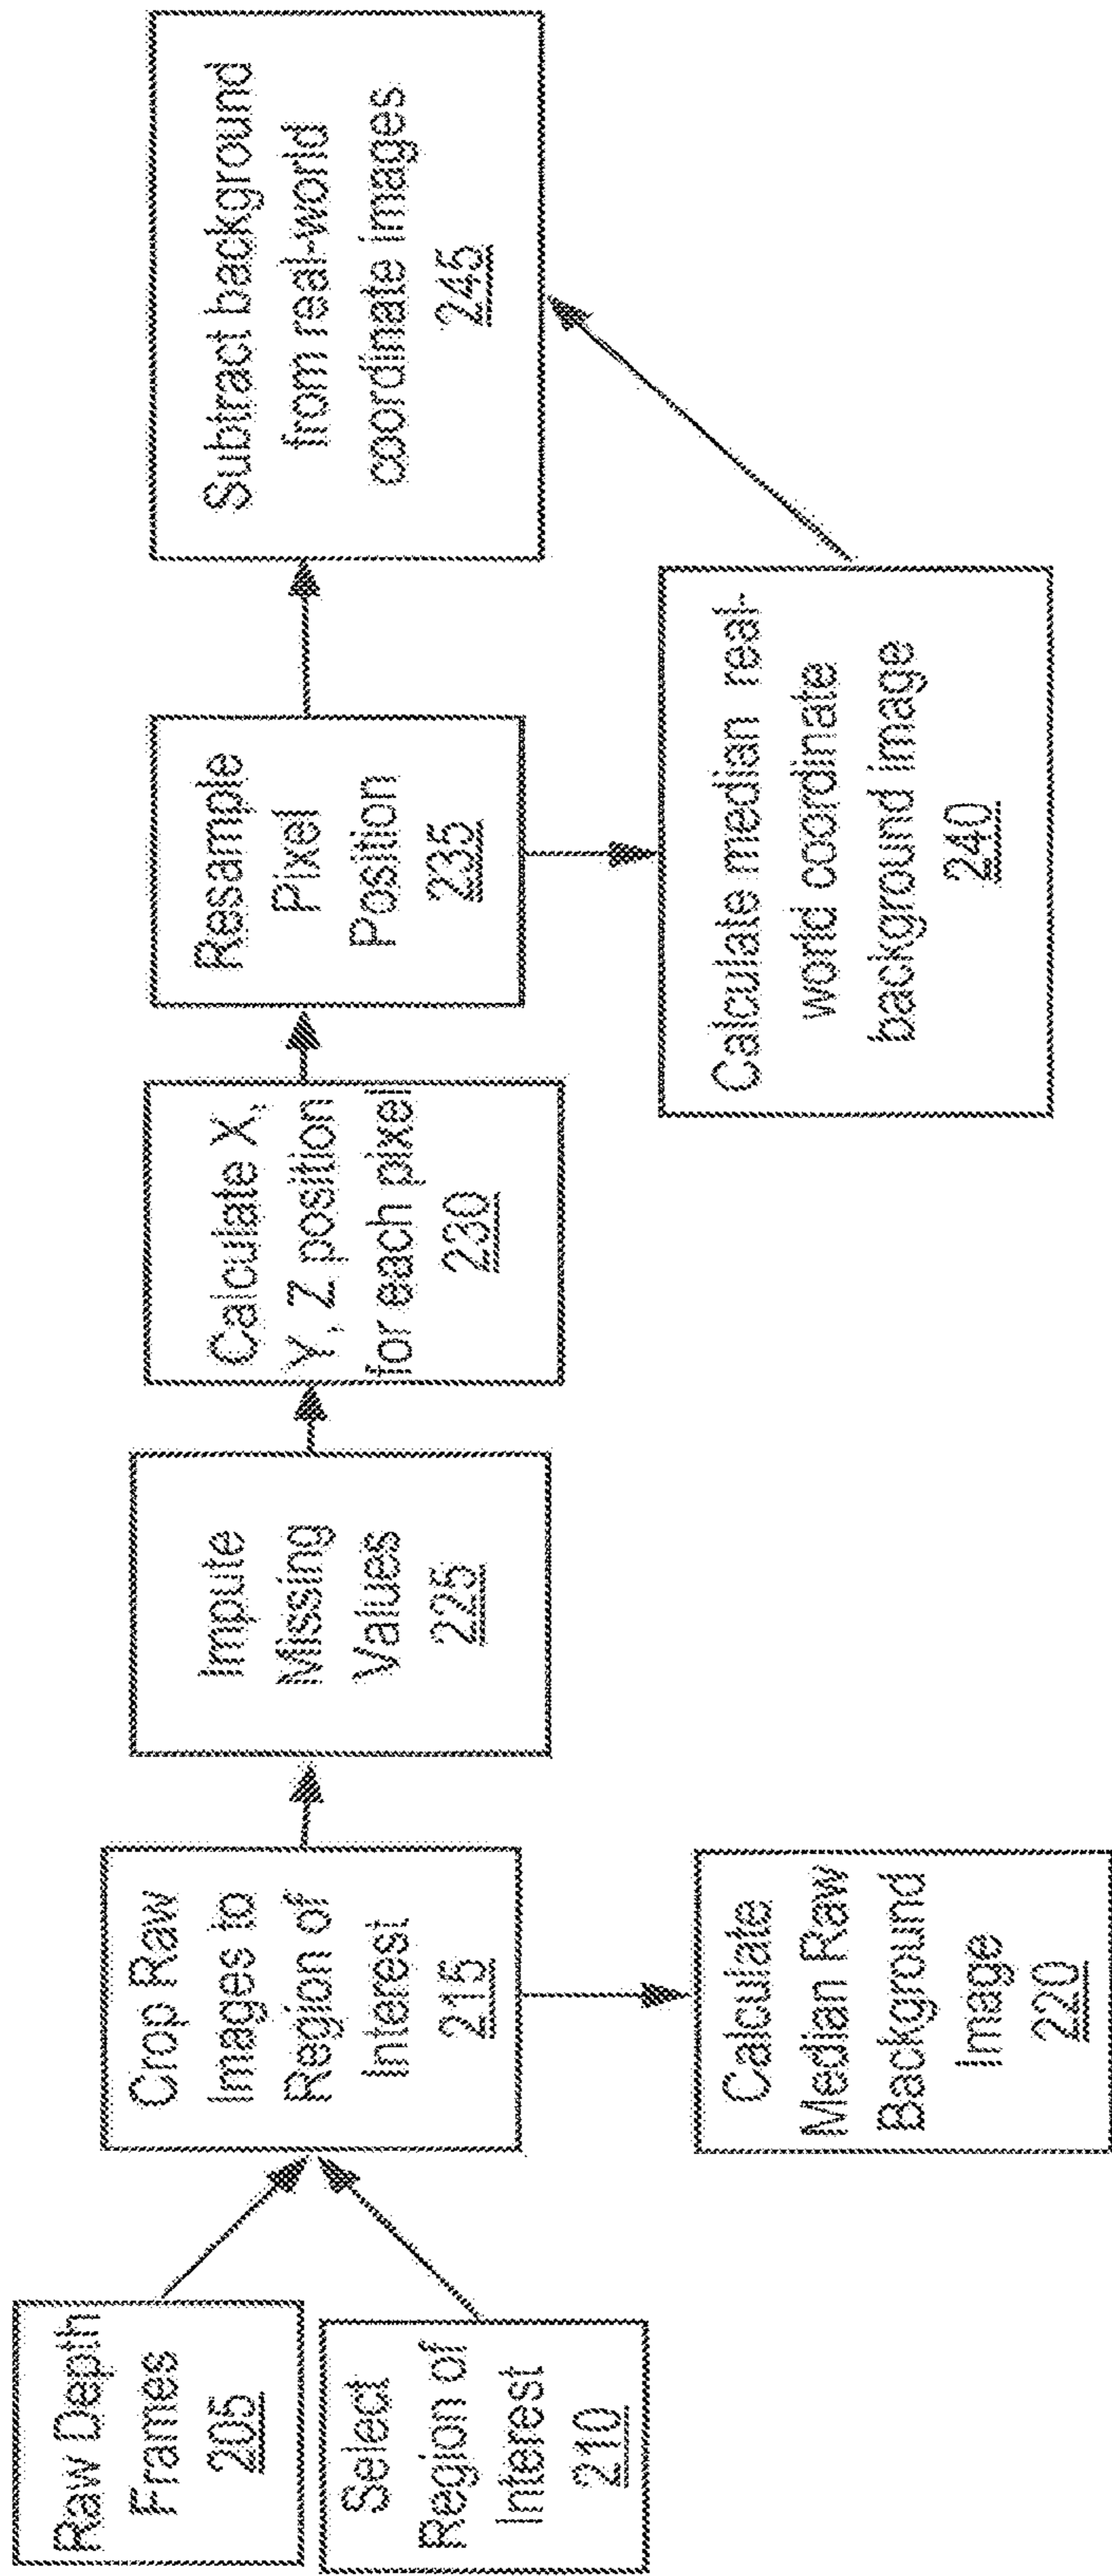 Raw Depth
Frames
205
Select
Region of
Interest
210
Crop Raw
Images to
Region of
Interest
215
Calculate
Median Raw
Background
Image
220
Impute
Missing
Values
225
Calculate X,
Y, Z position
for each pixel
230
Resample
Pixel
Position
235
Calculate median real-
world coordinate
background image
240
Subtract background
from real-world
coordinate images
245